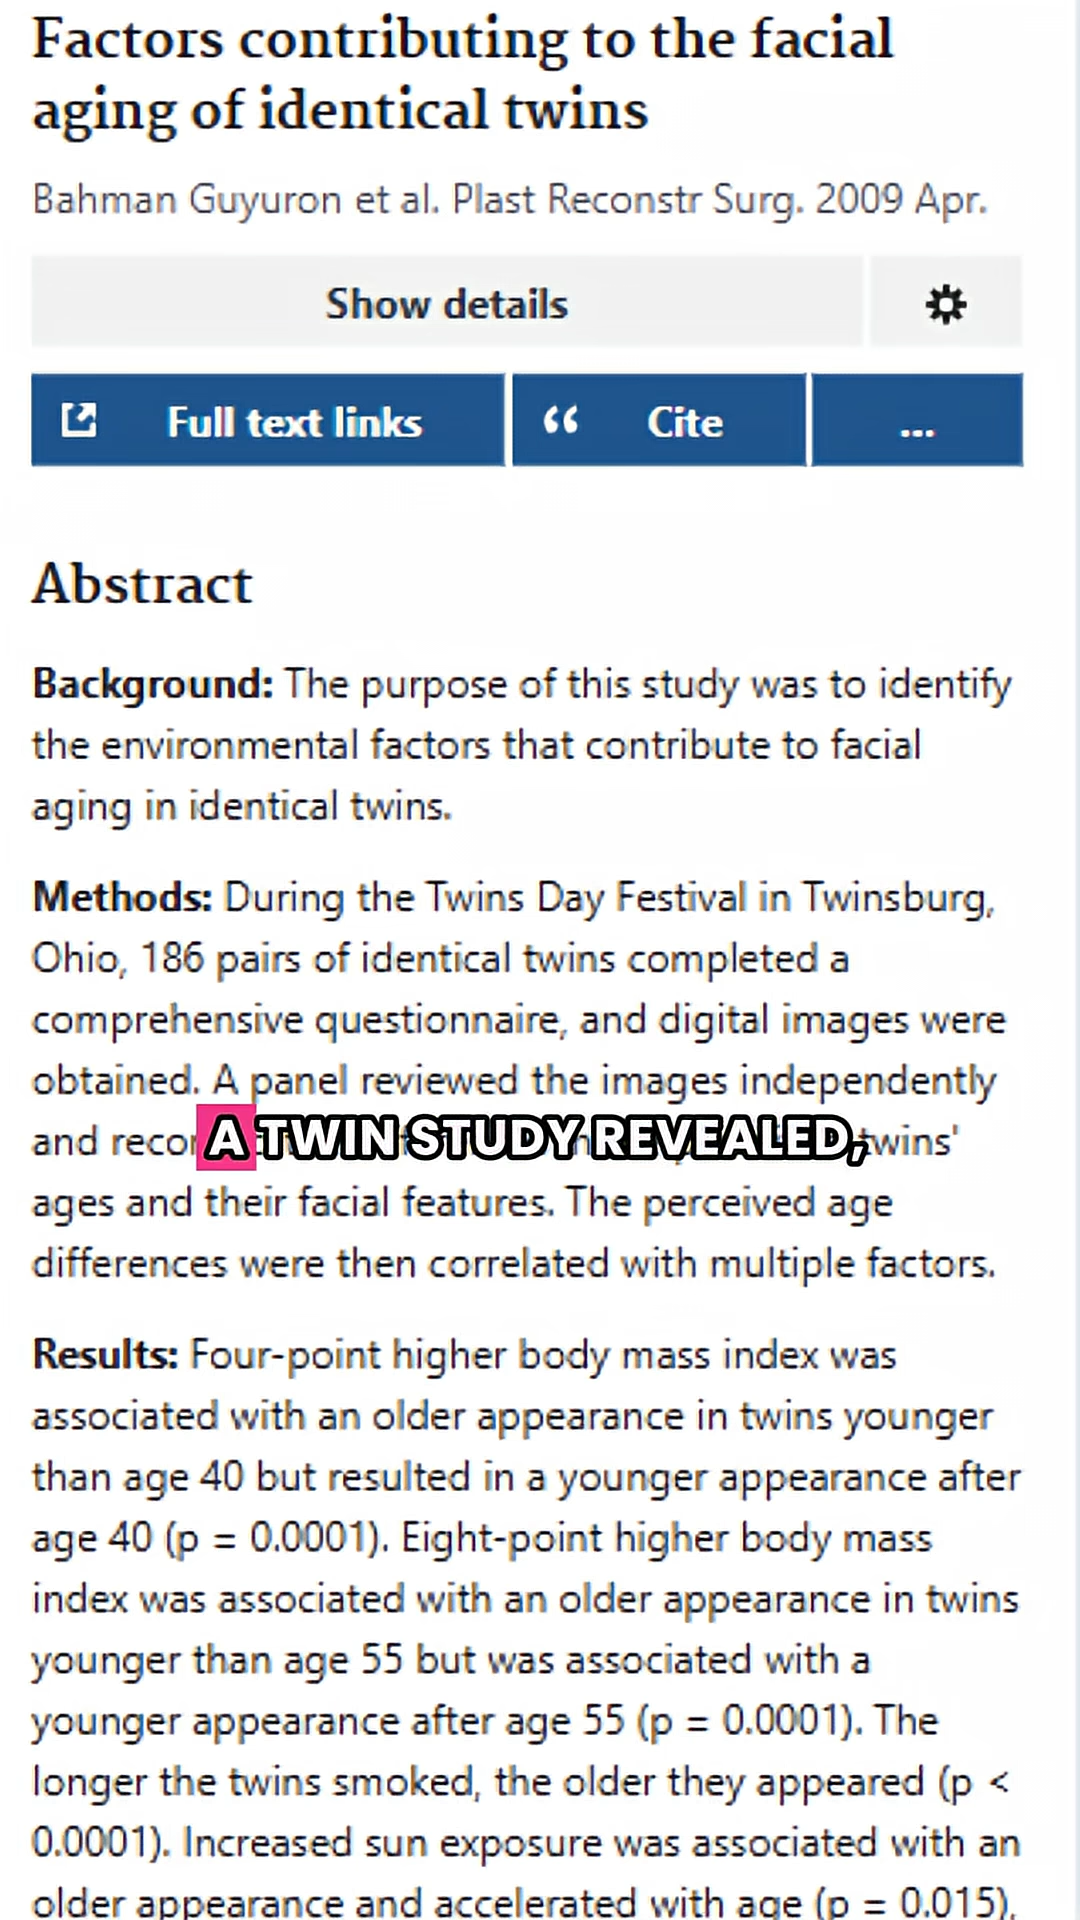 Factors contributing to the facial
aging of identical twins
Bahman Guyuron et al. Plast Reconstr Surg. 2009 Apr.
Show details
Full text links
Cite
...
Abstract
Background: The purpose of this study was to identify
the environmental factors that contribute to facial
aging in identical twins.
Methods: During the Twins Day Festival in Twinsburg,
Ohio, 186 pairs of identical twins completed a
comprehensive questionnaire, and digital images were
obtained. A panel reviewed the images independently
and twins'
A TWIN STUDY REVEALED,
ages and their facial features. The perceived age
differences were then correlated with multiple factors.
Results: Four-point higher body mass index was
associated with an older appearance in twins younger
than age 40 but resulted in a younger appearance after
age 40 (p = 0.0001). Eight-point higher body mass
index was associated with an older appearance in twins
younger than age 55 but was associated with a
younger appearance after age 55 (p = 0.0001). The
longer the twins smoked, the older they appeared (p <
0.0001). Increased sun exposure was associated with an
older appearance and accelerated with age (p = 0.015),